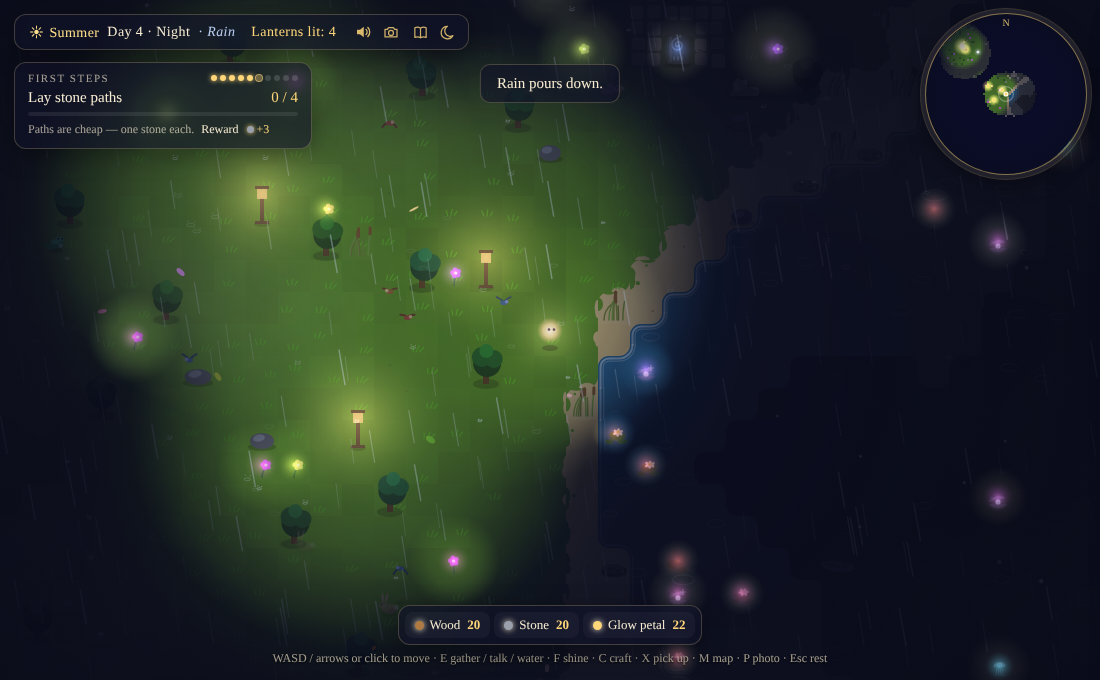 Summer Day 4 · Night · Rain Lanterns lit: 4
FIRST STEPS
Lay stone paths 0 / 4
Paths are cheap — one stone each. Reward +3
Rain pours down.
N
Wood 20 Stone 20 Glow petal 22
WASD / arrows or click to move · E gather / talk / water · F shine · C craft · X pick up · M map · P photo · Esc rest